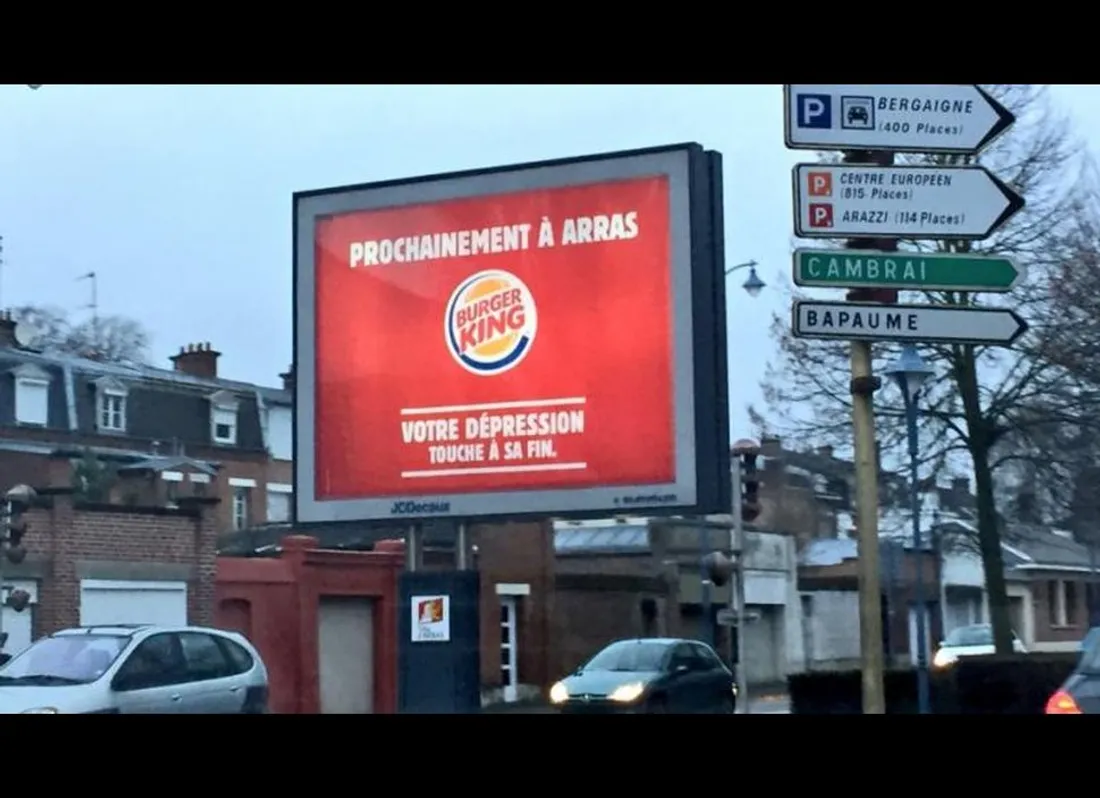 PROCHAINEMENT À ARRAS
BURGER
KING
VOTRE DÉPRESSION
TOUCHE À SA FIN.
JCDecaux
P BERGAIGNE
(400 Places)
P CENTRE EUROPÉEN
(815 Places)
P ARAZZI (114 Places)
CAMBRAI
BAPAUME